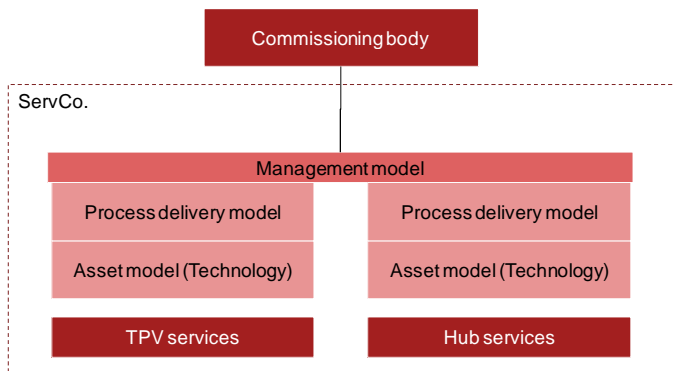 Commissioning body
ServCo.
Management model
Process delivery model
Process delivery model
Asset model (Technology)
Asset model (Technology)
TPV services
Hub services